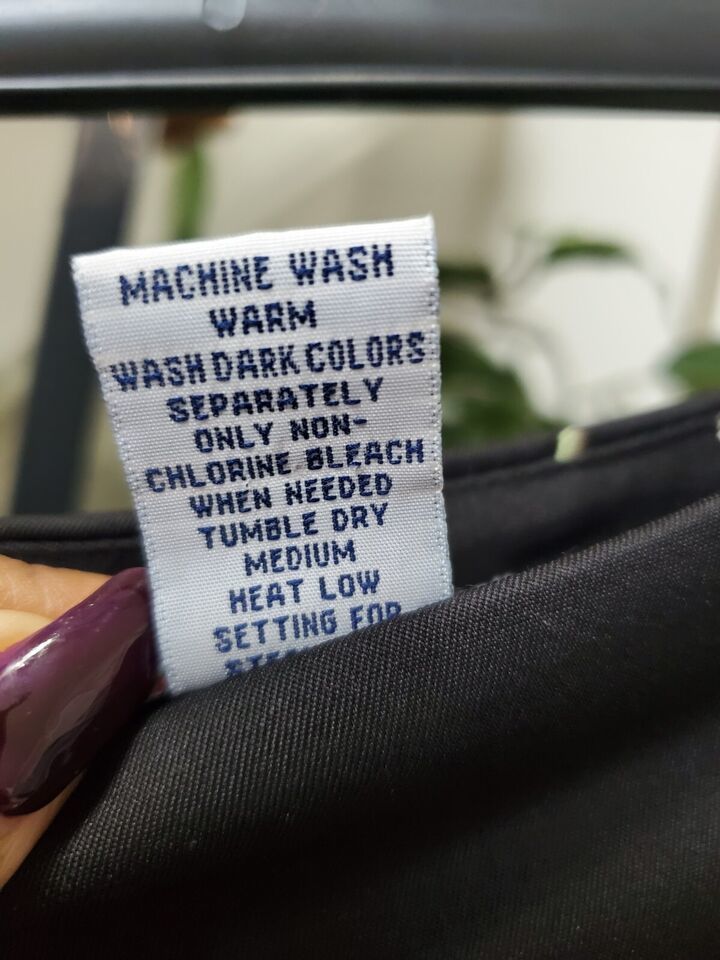 MACHINE WASH
WARM
WASH DARK COLORS
SEPARATELY
ONLY NON-
CHLORINE BLEACH
WHEN NEEDED
TUMBLE DRY
MEDIUM
HEAT LOW
SETTING FOR